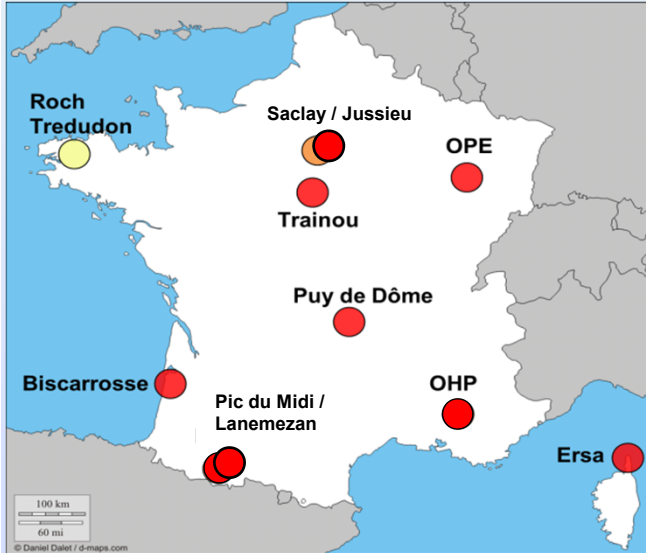 Roch
Tredudon
Saclay / Jussieu
OPE
Trainou
Puy de Dôme
Biscarrosse
OHP
Pic du Midi /
Lanemezan
Ersa
100 km
60 mi
© Daniel Dalet / d-maps.com